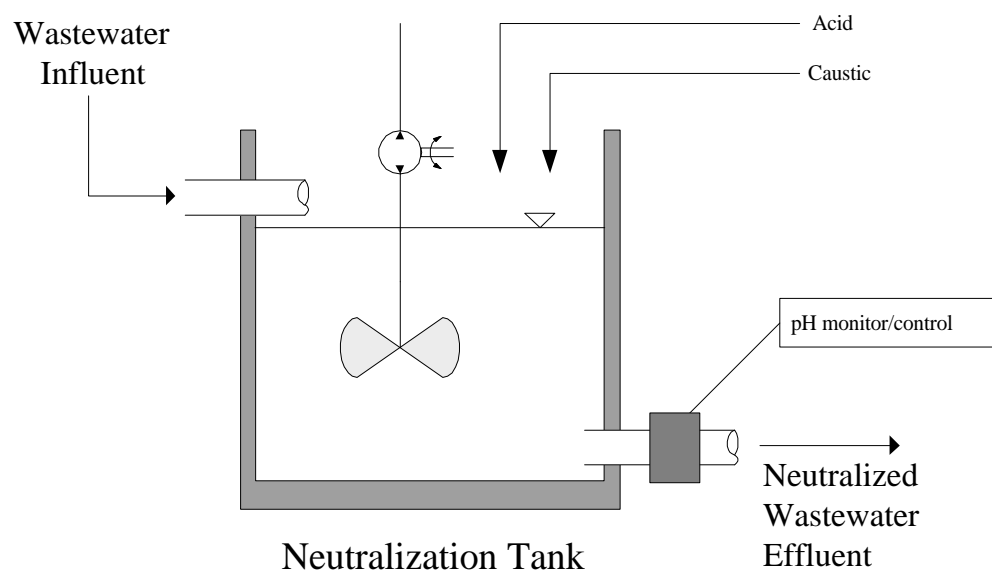 Wastewater
Influent
Acid
Caustic
pH monitor/control
Neutralized
Wastewater
Effluent
Neutralization Tank